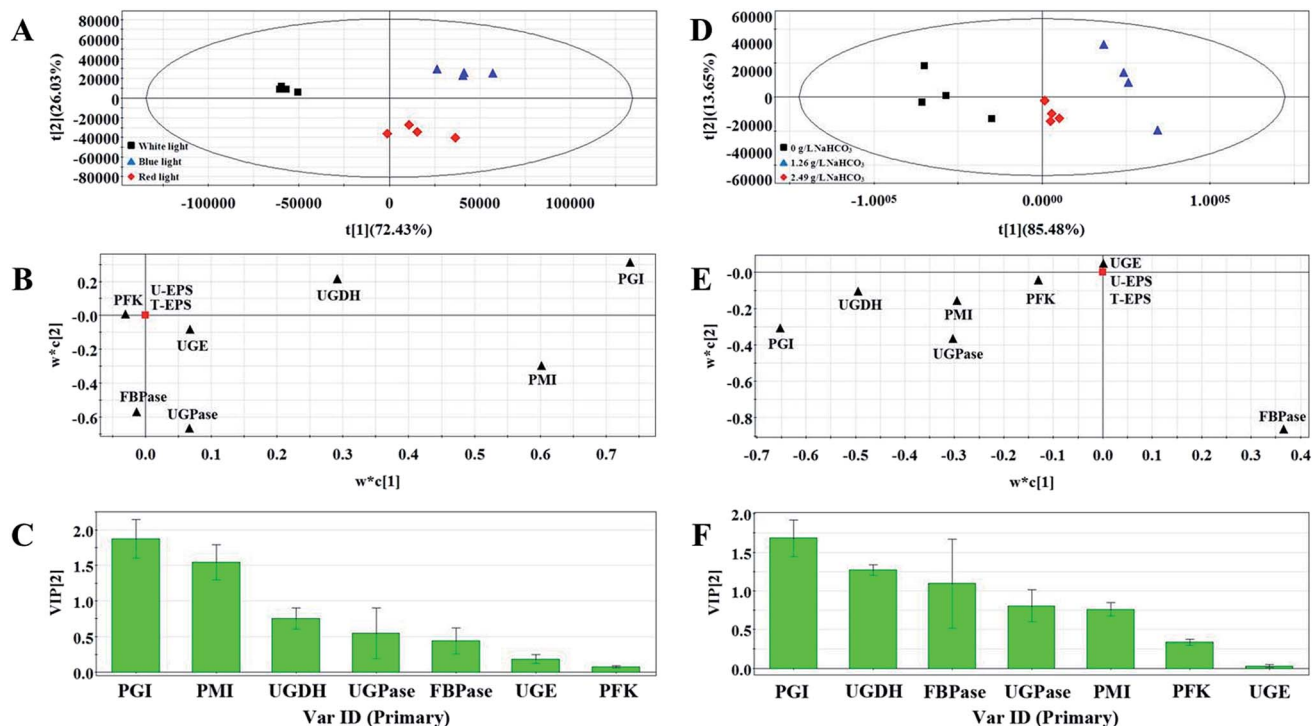 A
t[2](26.03%)
80000
60000
40000
20000
0
-20000
-40000
-60000
-80000
White light
Blue light
Red light
-100000 -50000 0 50000 100000
t[1](72.43%)
D
t[2](13.65%)
60000
40000
20000
0
-20000
-40000
-60000
0 g/LNaHCO₃
1.26 g/LNaHCO₃
2.49 g/LNaHCO₃
-1.0005 0.0000 1.0005
t[1](85.48%)
B
w*c[2]
0.2
-0.0
-0.2
-0.4
-0.6
PFK
U-EPS
T-EPS
UGE
UGDH
PGI
PMI
FBPase
UGPase
0.0 0.1 0.2 0.3 0.4 0.5 0.6 0.7
w*c[1]
E
w*c[2]
-0.0
-0.2
-0.4
-0.6
-0.8
UGE
U-EPS
T-EPS
PFK
UGDH
PMI
PGI
UGPase
FBPase
-0.7 -0.6 -0.5 -0.4 -0.3 -0.2 -0.1 0.0 0.1 0.2 0.3 0.4
w*c[1]
C
VIP[2]
2.0
1.5
1.0
0.5
0.0
PGI PMI UGDH UGPase FBPase UGE PFK
Var ID (Primary)
F
VIP[2]
2.0
1.5
1.0
0.5
0.0
PGI UGDH FBPase UGPase PMI PFK UGE
Var ID (Primary)